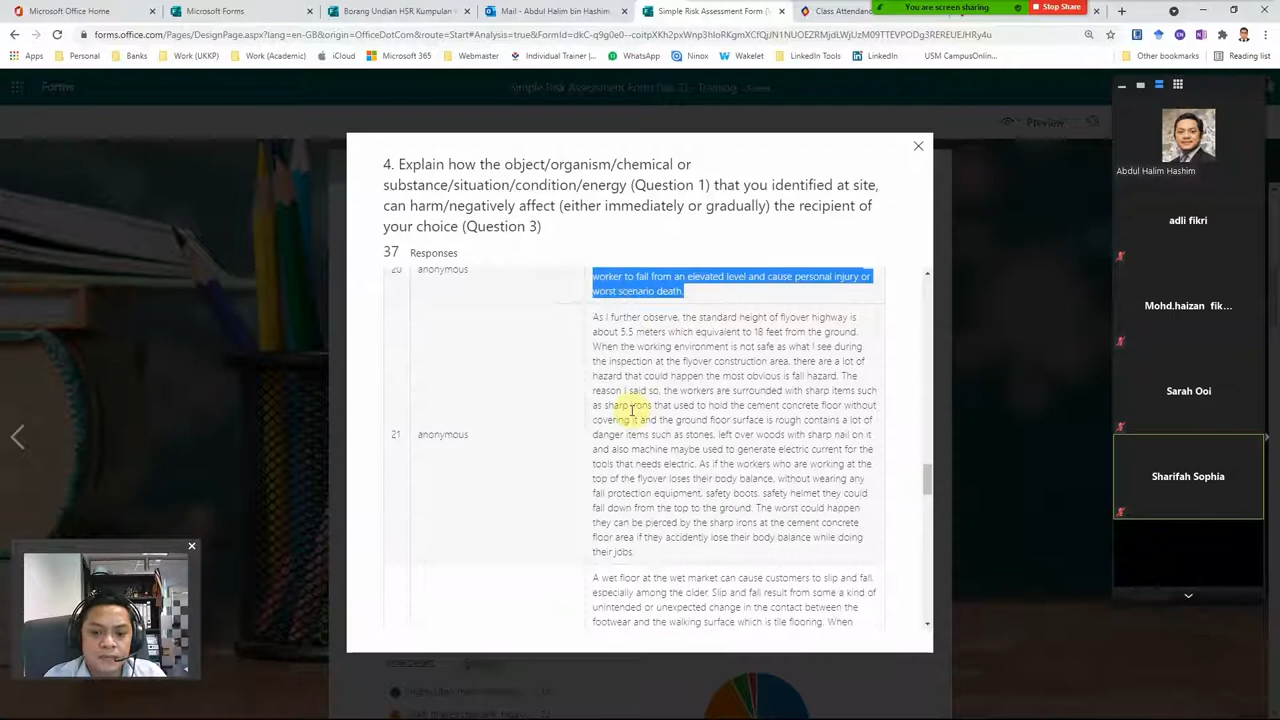 Microsoft Office Home
Microsoft Forms
Borang Undian HSR Kumpulan
Mail - Abdul Halim bin Hashim
Simple Risk Assessment Form (
Class Attendanc
You are screen sharing
Stop Share
forms.office.com/Pages/DesignPage.aspx?lang=en-GB&origin=OfficeDotCom&route=Start#Analysis=true&FormId=
Apps
Personal
Banks
Work (UKKP)
Work (Academic)
iCloud
Microsoft 365
Webmaster
Individual Trainer |...
WhatsApp
Ninox
Wakelet
IN LinkedIn
LinkedIn
USM CampusOnlin...
Other bookmarks
Reading list
Forms
Simple Risk Assessment Form
- Training
Preview
4. Explain how the object/organism/chemical or
substance/situation/condition/energy (Question 1) that you identified at site,
can harm/negatively affect (either immediately or gradually) the recipient of
your choice (Question 3)
37 Responses
20 anonymous
worker to fall from an elevated level and cause personal injury or
worst scenario death.
21 anonymous
As I further observe, the standard height of flyover highway is
about 5.5 meters which equivalent to 18 feet from the ground.
When the working environment is not safe as what I see during
the inspection at the flyover construction area, there are a lot of
hazard that could happen the most obvious is fall hazard. The
reason I said so, the workers are surrounded with sharp items such
as sharp irons that used to hold the cement concrete floor without
covering it and the ground floor surface is rough contains a lot of
danger items such as stones, left over woods with sharp nail on it
and also machine maybe used to generate electric current for the
tools that needs electric. As if the workers who are working at the
top of the flyover loses their body balance, without wearing any
fall protection equipment, safety boots, safety helmet they could
fall down from the top to the ground. The worst could happen
they can be pierced by the sharp irons at the cement concrete
floor area if they accidently lose their body balance while doing
their jobs.
A wet floor at the wet market can cause customers to slip and fall,
especially among the older. Slip and fall result from some a kind of
unintended or unexpected change in the contact between the
footwear and the walking surface which is tile flooring. When
Abdul Halim Hashim
adli fikri
Mohd.haizan fik...
Sarah Ooi
Sharifah Sophia